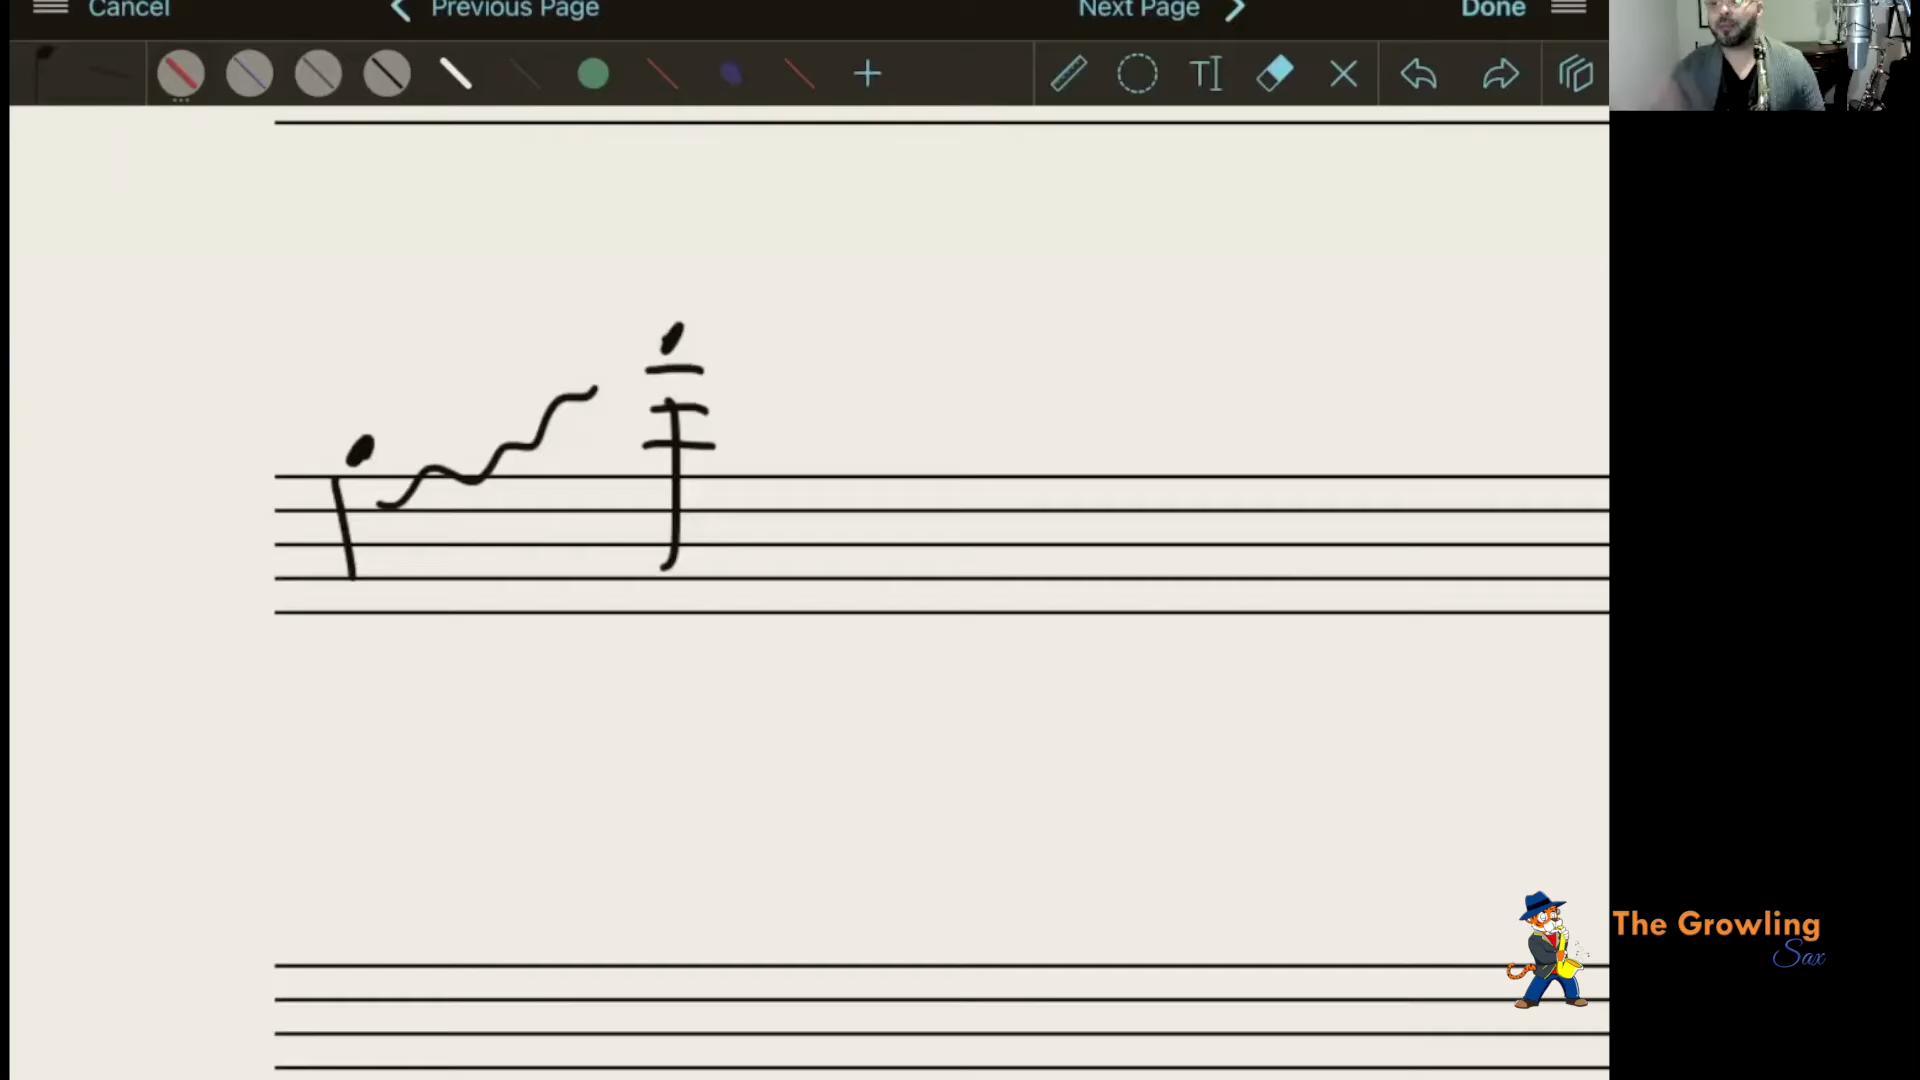 Cancel
Previous Page
Next Page
Done
The Growling
Sax